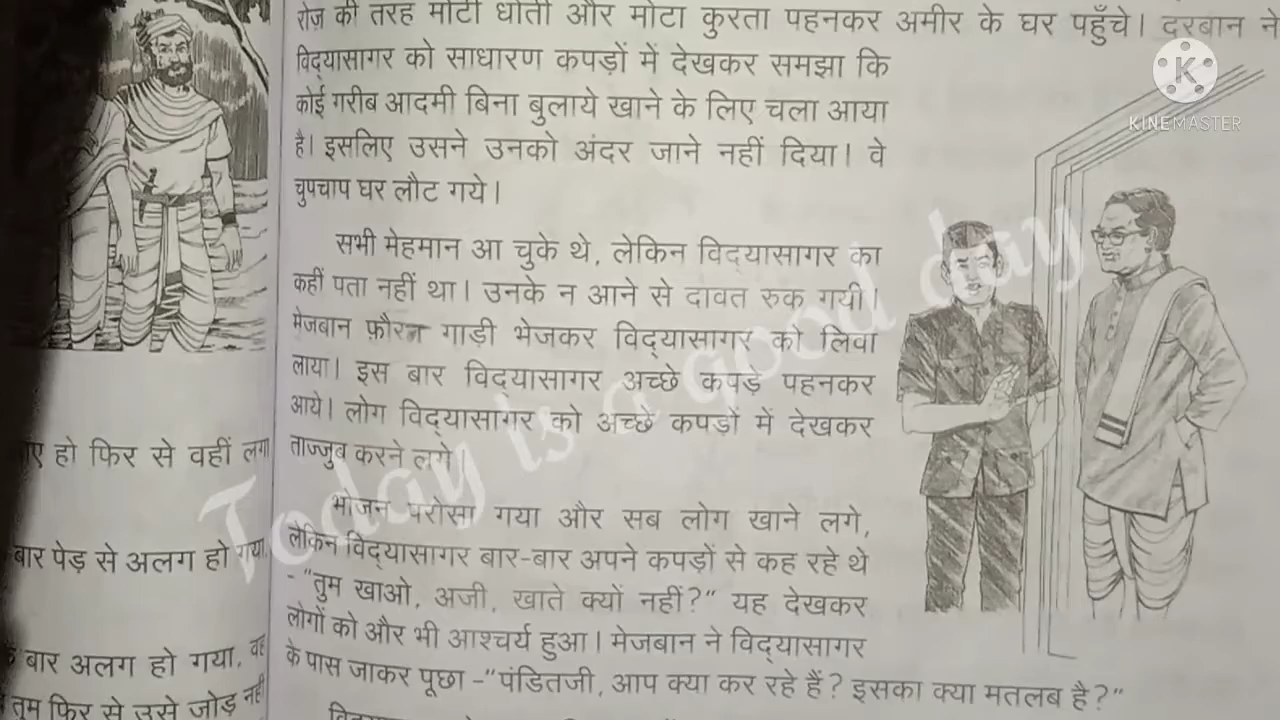 रोज़ की तरह मोटी धोती और मोटा कुरता पहनकर अमीर के घर पहुँचे। दरबान ने
विद्यासागर को साधारण कपड़ों में देखकर समझा कि
कोई गरीब आदमी बिना बुलाये खाने के लिए चला आया
है। इसलिए उसने उनको अंदर जाने नहीं दिया। वे
चुपचाप घर लौट गये।
सभी मेहमान आ चुके थे, लेकिन विद्यासागर का
कहीं पता नहीं था। उनके न आने से दावत रुक गयी।
मेजबान फ़ौरन गाड़ी भेजकर विद्यासागर को लिवा
लाया। इस बार विद्यासागर अच्छे कपड़े पहनकर
आये। लोग विद्यासागर को अच्छे कपड़ों में देखकर
ताज्जुब करने लगे
भोजन परोसा गया और सब लोग खाने लगे,
लेकिन विद्यासागर बार-बार अपने कपड़ों से कह रहे थे
- "तुम खाओ, अजी, खाते क्यों नहीं?" यह देखकर
लोगों को और भी आश्चर्य हुआ। मेजबान ने विद्यासागर
के पास जाकर पूछा -"पंडितजी, आप क्या कर रहे हैं? इसका क्या मतलब है?"
हो फिर से वहीं लगा
बार पेड़ से अलग हो गया
बार अलग हो गया, वह
तुम फिर से उसे जोड़ नहीं
K
KINEMASTER
Today is a good day